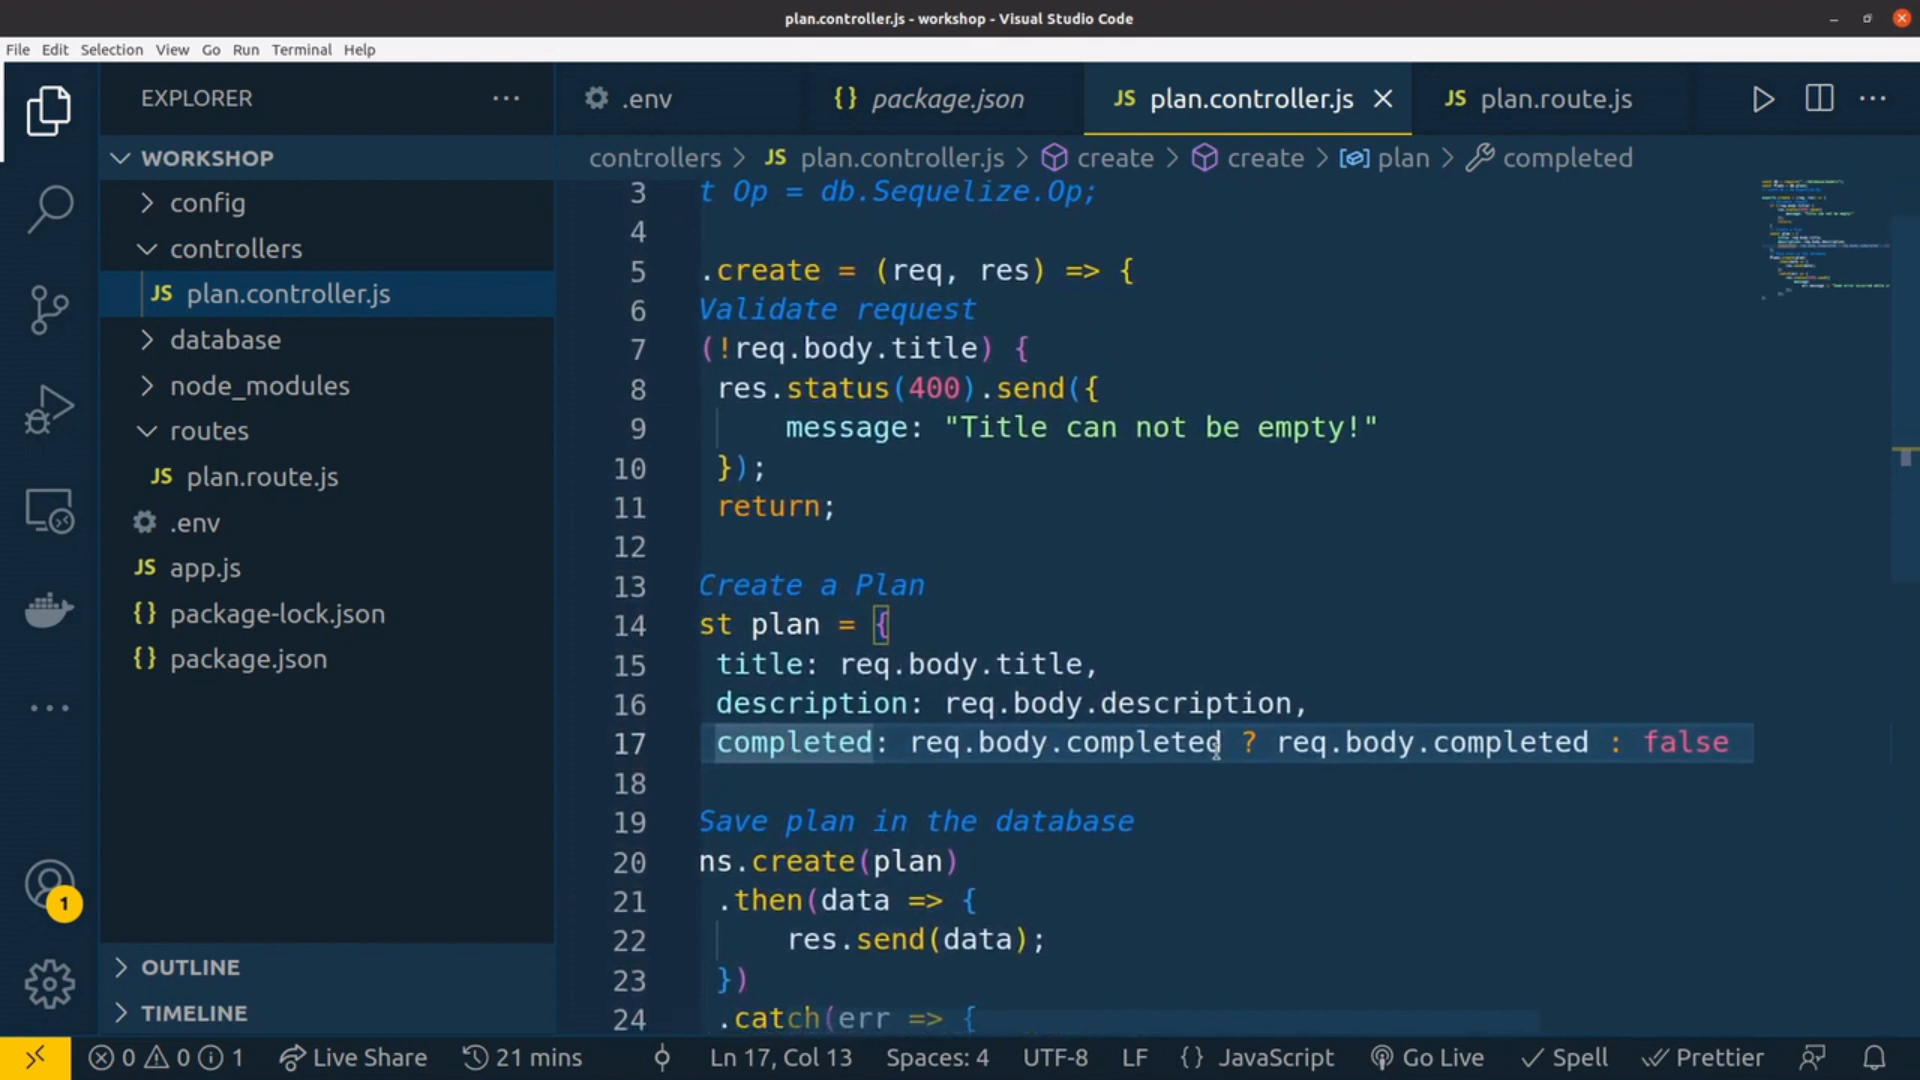 plan.controller.js - workshop - Visual Studio Code
File Edit Selection View Go Run Terminal Help
EXPLORER
WORKSHOP
config
controllers
JS plan.controller.js
database
node_modules
routes
JS plan.route.js
.env
JS app.js
{} package-lock.json
{} package.json
OUTLINE
TIMELINE
1
.env
{} package.json
JS plan.controller.js
JS plan.route.js
controllers > JS plan.controller.js > create > create > plan > completed
3 t Op = db.Sequelize.Op;
4
5 .create = (req, res) => {
6 Validate request
7 (!req.body.title) {
8 res.status(400).send({
9 message: "Title can not be empty!"
10 });
11 return;
12
13 Create a Plan
14 st plan = {
15 title: req.body.title,
16 description: req.body.description,
17 completed: req.body.completed ? req.body.completed : false
18
19 Save plan in the database
20 ns.create(plan)
21 .then(data => {
22 res.send(data);
23 })
24 .catch(err => {
0 0 1 Live Share 21 mins Ln 17, Col 13 Spaces: 4 UTF-8 LF {} JavaScript Go Live Spell Prettier